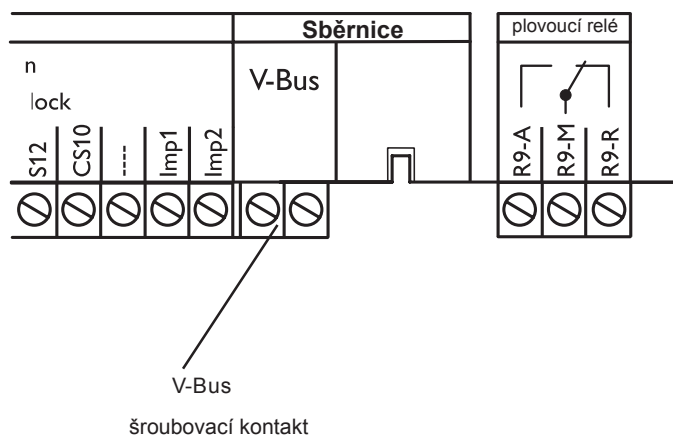 Sběrnice
plovoucí relé
n
lock
V-Bus
S12
CS10
----
Imp1
Imp2
R9-A
R9-M
R9-R
V-Bus
šroubovací kontakt